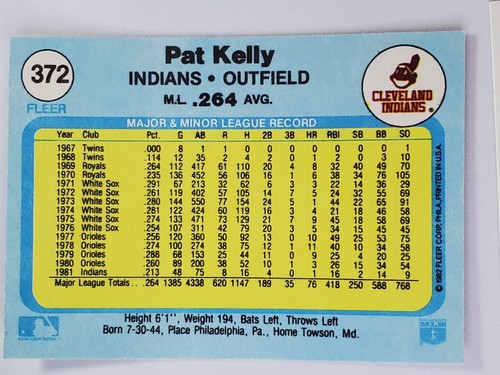 372
FLEER
Pat Kelly
INDIANS • OUTFIELD
M.L. .264 AVG.
CLEVELAND
INDIANS
MAJOR & MINOR LEAGUE RECORD
Year Club Pct. G AB R H 2B 3B HR RBI SB BB SO
1967 Twins .000 8 1 1 0 0 0 0 0 0 0 1
1968 Twins .114 12 35 2 4 2 0 1 2 0 3 10
1969 Royals .264 112 417 61 110 20 4 8 32 40 49 70
1970 Royals .235 136 452 56 106 16 1 6 38 34 76 105
1971 White Sox .291 67 213 32 62 6 3 3 22 14 36 29
1972 White Sox .261 119 402 57 105 14 7 5 24 32 55 69
1973 White Sox .280 144 550 77 154 24 5 1 44 22 65 91
1974 White Sox .281 122 424 60 119 16 3 4 21 18 46 58
1975 White Sox .274 133 471 73 129 21 7 9 45 18 58 69
1976 White Sox .254 107 311 42 79 20 3 5 34 15 45 45
1977 Orioles .256 120 360 50 92 13 0 10 49 25 53 75
1978 Orioles .274 100 274 38 75 12 1 11 40 10 34 58
1979 Orioles .288 68 153 25 44 11 0 9 25 4 20 25
1980 Orioles .260 89 200 38 52 10 1 3 26 16 34 54
1981 Indians .213 48 75 8 16 4 0 1 16 2 14 9
Major League Totals.. .264 1385 4338 620 1147 189 35 76 418 250 588 768
© 1982 FLEER CORP. PHILA. PRINTED IN U.S.A.
Height 6'1'', Weight 194, Bats Left, Throws Left
Born 7-30-44, Place Philadelphia, Pa., Home Towson, Md.